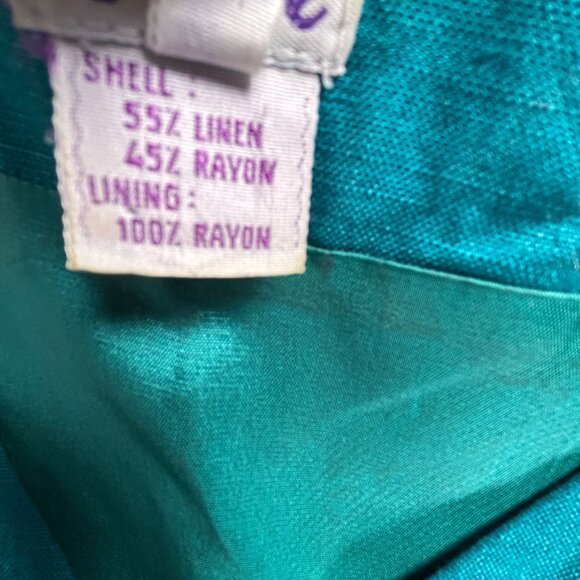 SHELL :
55% LINEN
45% RAYON
LINING :
100% RAYON